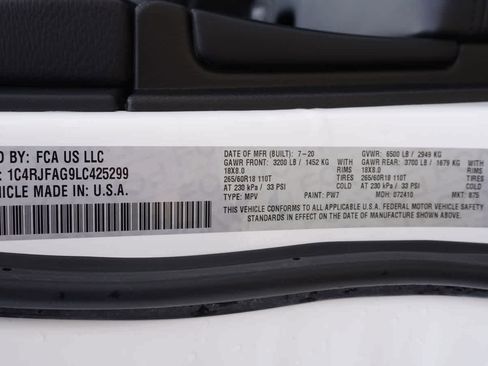 D BY: FCA US LLC
: 1C4RJFAG9LC425299
EHICLE MADE IN: U.S.A.
DATE OF MFR (BUILT): 7-20 GVWR: 6500 LB / 2949 KG
GAWR FRONT: 3200 LB / 1452 KG WITH GAWR REAR: 3700 LB / 1679 KG WITH
18X8.0 RIMS 18X8.0 RIMS
265/60R18 110T TIRES 265/60R18 110T TIRES
AT 230 kPa / 33 PSI COLD AT 230 kPa / 33 PSI COLD
TYPE: MPV PAINT: PW7 MDH: 072410 MKT: 875
THIS VEHICLE CONFORMS TO ALL APPLICABLE U.S.A. FEDERAL MOTOR VEHICLE SAFETY
STANDARDS IN EFFECT ON THE DATE OF MANUFACTURE SHOWN ABOVE.